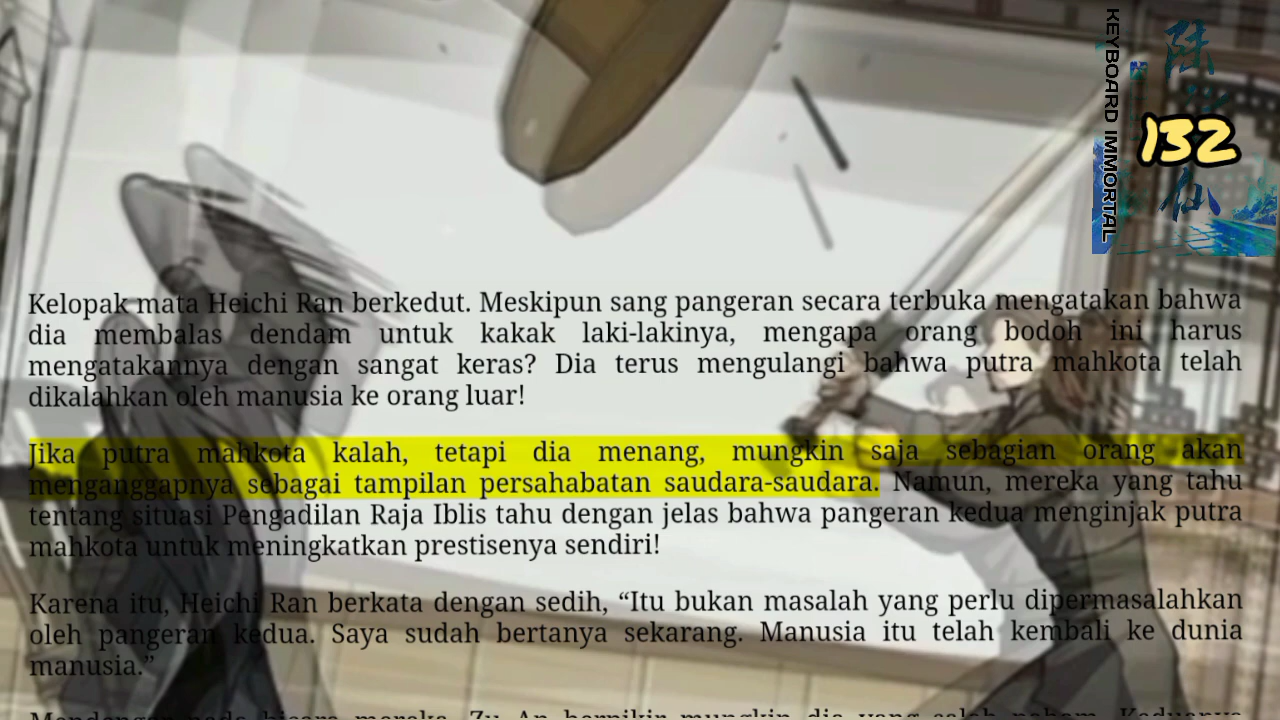 KEYBOARD IMMORTAL
132
Kelopak mata Heichi Ran berkedut. Meskipun sang pangeran secara terbuka mengatakan bahwa
dia membalas dendam untuk kakak laki-lakinya, mengapa orang bodoh ini harus
mengatakannya dengan sangat keras? Dia terus mengulangi bahwa putra mahkota telah
dikalahkan oleh manusia ke orang luar!
Jika putra mahkota kalah, tetapi dia menang, mungkin saja sebagian orang akan
menganggapnya sebagai tampilan persahabatan saudara-saudara. Namun, mereka yang tahu
tentang situasi Pengadilan Raja Iblis tahu dengan jelas bahwa pangeran kedua menginjak putra
mahkota untuk meningkatkan prestisenya sendiri!
Karena itu, Heichi Ran berkata dengan sedih, “Itu bukan masalah yang perlu dipermasalahkan
oleh pangeran kedua. Saya sudah bertanya sekarang. Manusia itu telah kembali ke dunia
manusia.”